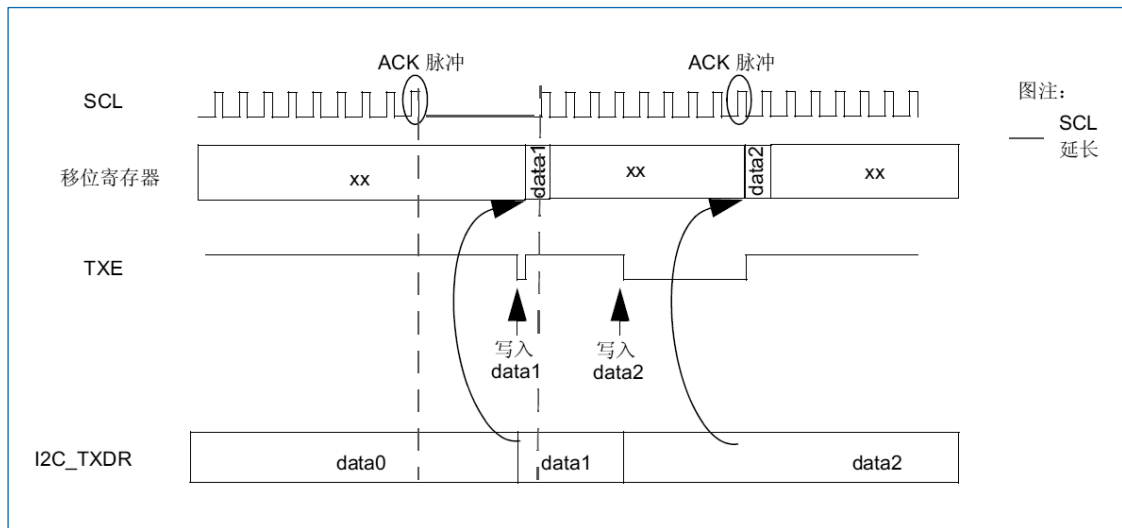 ACK 脉冲
ACK 脉冲
SCL
图注:
SCL
延长
移位寄存器
xx
data1
xx
data2
xx
TXE
写入
data1
写入
data2
I2C_TXDR
data0
data1
data2